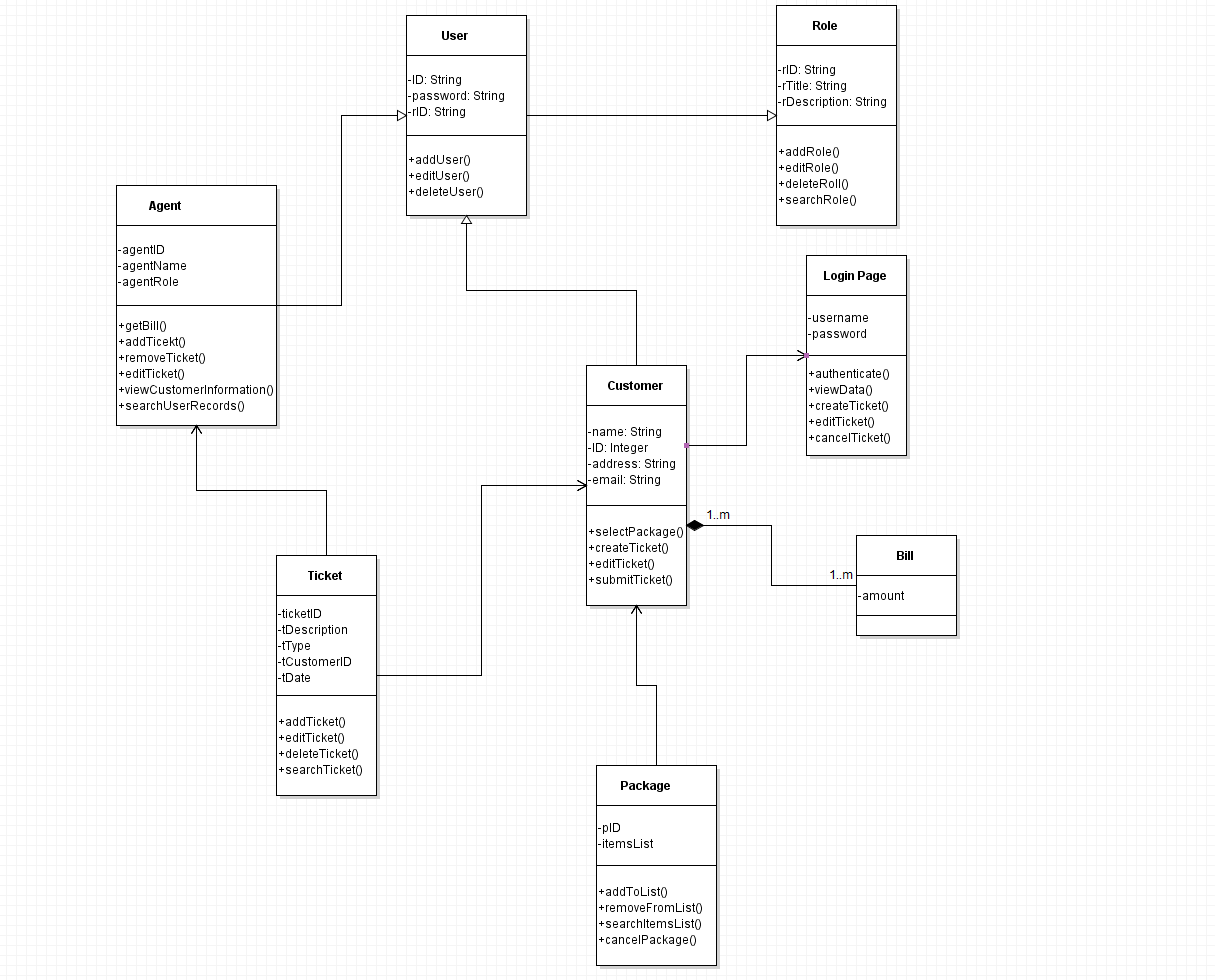 User
-ID: String
-password: String
-rID: String
+addUser()
+editUser()
+deleteUser()
Role
-rID: String
-rTitle: String
-rDescription: String
+addRole()
+editRole()
+deleteRoll()
+searchRole()
Agent
-agentID
-agentName
-agentRole
+getBill()
+addTicekt()
+removeTicket()
+editTicket()
+viewCustomerInformation()
+searchUserRecords()
Login Page
-username
-password
+authenticate()
+viewData()
+createTicket()
+editTicket()
+cancelTicket()
Customer
-name: String
-ID: Integer
-address: String
-email: String
+selectPackage()
+createTicket()
+editTicket()
+submitTicket()
1..m
1..m
Bill
-amount
Ticket
-ticketID
-tDescription
-tType
-tCustomerID
-tDate
+addTicket()
+editTicket()
+deleteTicket()
+searchTicket()
Package
-pID
-itemsList
+addToList()
+removeFromList()
+searchItemsList()
+cancelPackage()